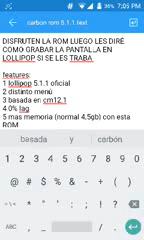 36% 7:05 PM
carbon rom 5.1.1.text
DISFRUTEN LA ROM LUEGO LES DIRÉ
COMO GRABAR LA PANTALLA EN
LOLLIPOP SI SE LES TRABA
features:
1 lollipop 5.1.1 oficial
2 distinto menú
3 basada en cm12.1
4 0% lag
5 mas memoria (normal 4,5gb) con esta
ROM
basada y carbón
1 2 3 4 5 6 7 8 9 0
@ # $ % & - + ( )
= \ < * " ' : ; ! ?
ABC , _ / .